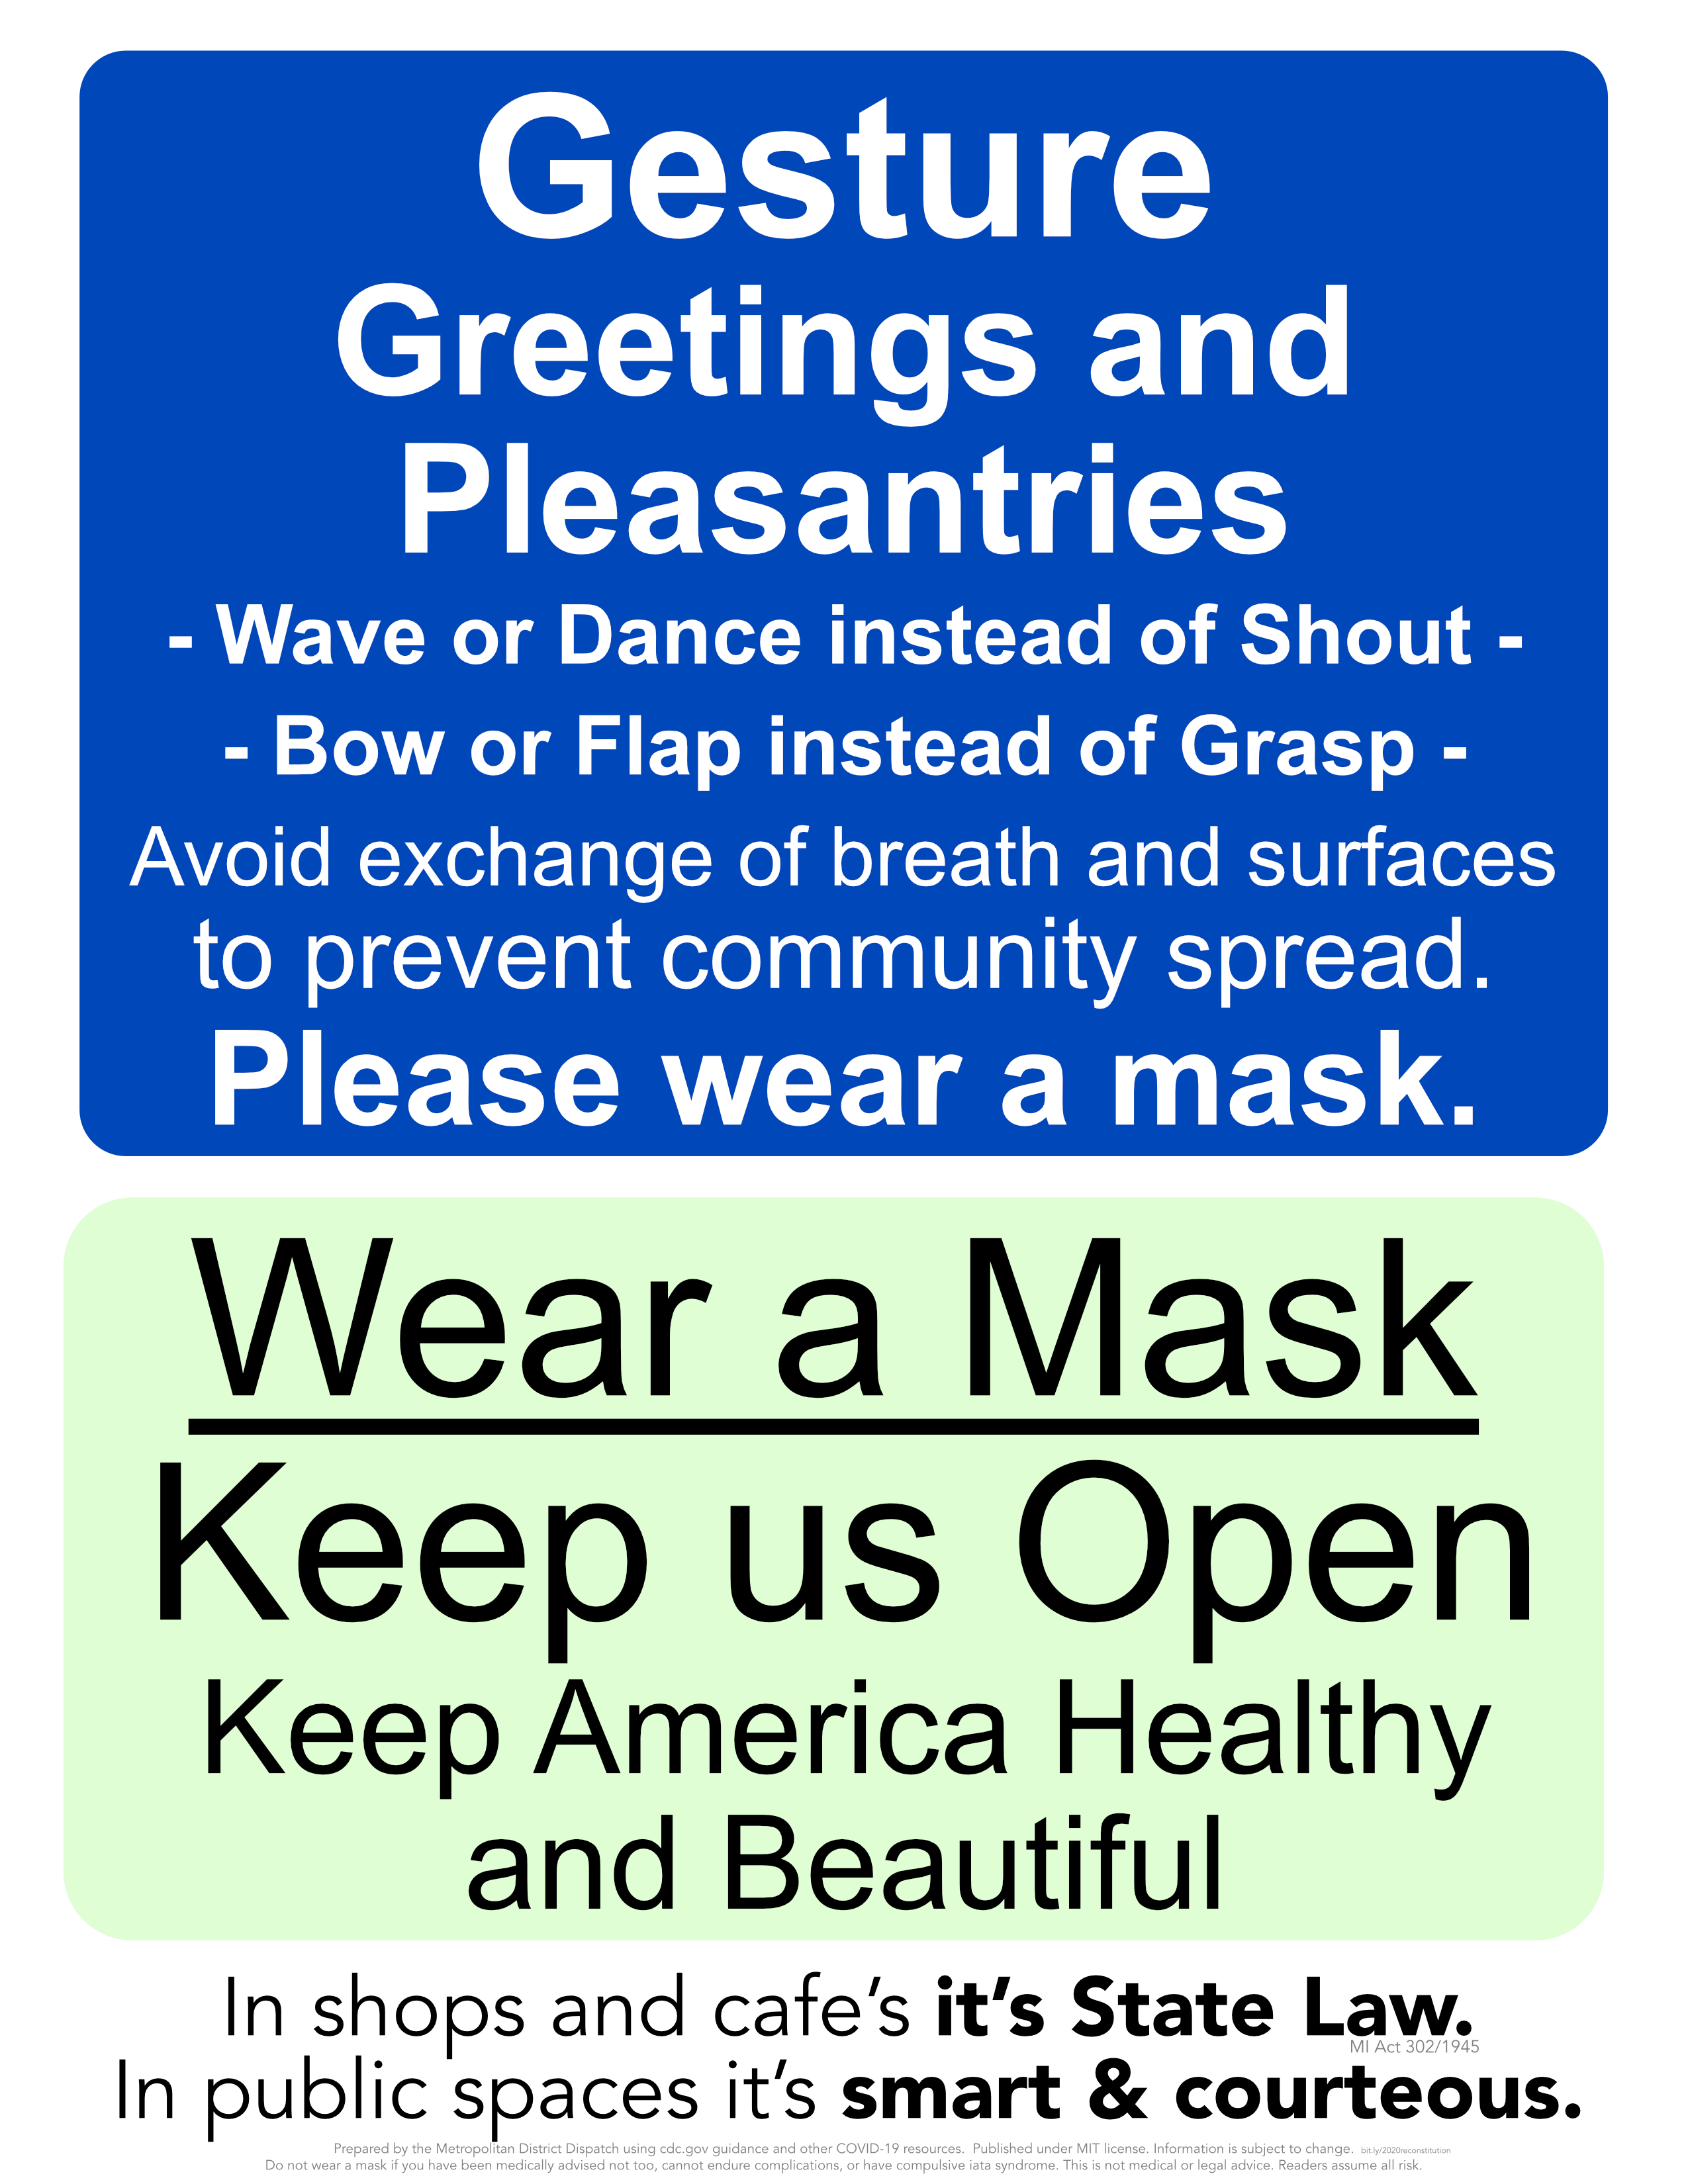 Gesture
Greetings and
Pleasantries
- Wave or Dance instead of Shout -
- Bow or Flap instead of Grasp -
Avoid exchange of breath and surfaces
to prevent community spread.
Please wear a mask.
Wear a Mask
Keep us Open
Keep America Healthy
and Beautiful
In shops and cafe’s it’s State Law.
MI Act 302/1945
In public spaces it’s smart & courteous.
Prepared by the Metropolitan District Dispatch using cdc.gov guidance and other COVID-19 resources. Published under MIT license. Information is subject to change. bit.ly/2020reconstitution
Do not wear a mask if you have been medically advised not too, cannot endure complications, or have compulsive iata syndrome. This is not medical or legal advice. Readers assume all risk.